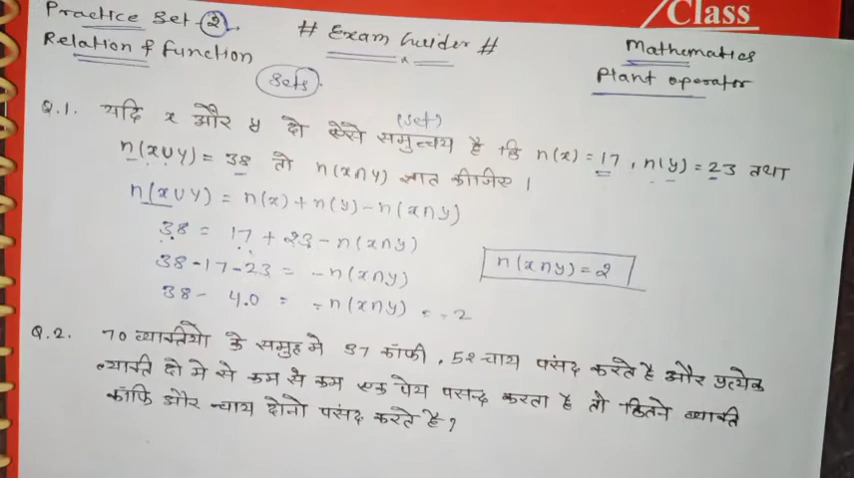 Class
Practice Set - 2
# Exam Guider #
Mathematics
Relation & function
Plant operator
Sets
Q.1. यदि x और y दो ऐसे समुच्चय (set) है कि n(x) = 17, n(y) = 23 तथा
n(x∪y) = 38 तो n(x∩y) ज्ञात कीजिए।
n(x∪y) = n(x) + n(y) - n(x∩y)
38 = 17 + 23 - n(x∩y)
38 - 17 - 23 = - n(x∩y)
n(x∩y) = 2
38 - 40 = - n(x∩y) = - 2
Q.2. 70 व्यक्तियो के समुह मे 37 कॉफी, 52 चाय पसंद करते है और प्रत्येक
व्यक्ति दो मे से कम से कम एक पेय पसन्द करता है तो कितने व्यक्ति
कॉफि और चाय दोनो पसंद करते है?